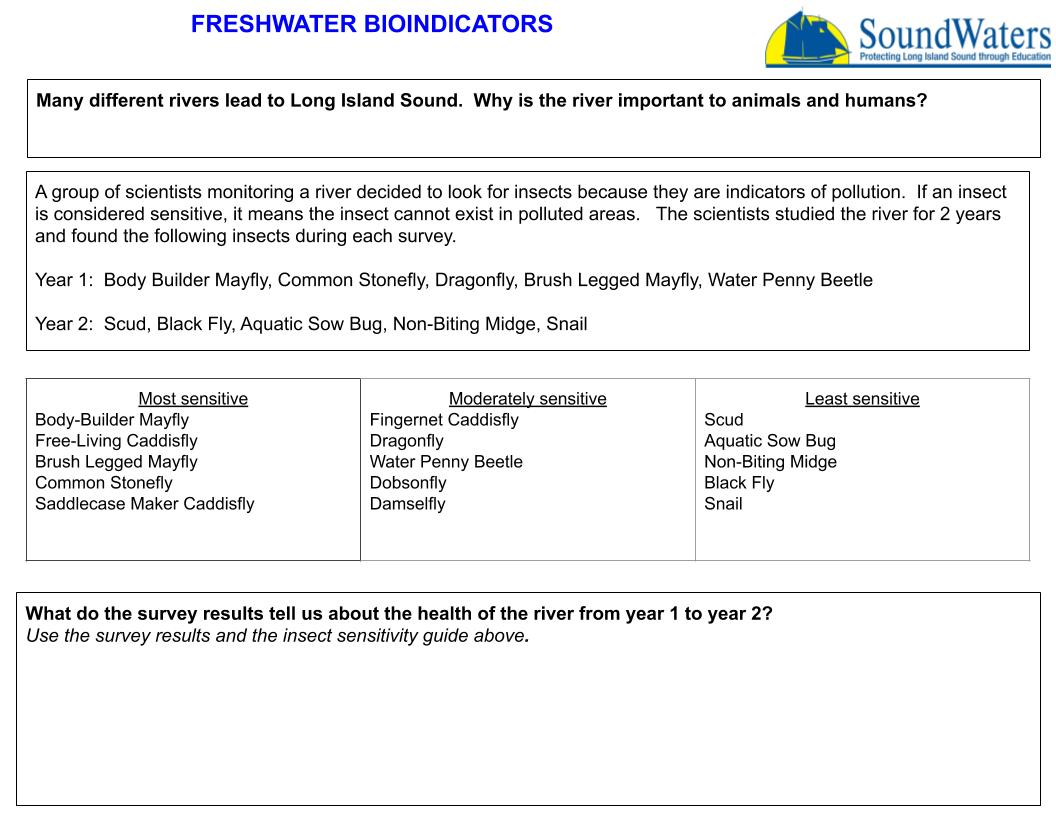 FRESHWATER BIOINDICATORS
SoundWaters
Protecting Long Island Sound through Education
Many different rivers lead to Long Island Sound.  Why is the river important to animals and humans?
A group of scientists monitoring a river decided to look for insects because they are indicators of pollution.  If an insect
is considered sensitive, it means the insect cannot exist in polluted areas.   The scientists studied the river for 2 years
and found the following insects during each survey.
Year 1:  Body Builder Mayfly, Common Stonefly, Dragonfly, Brush Legged Mayfly, Water Penny Beetle
Year 2:  Scud, Black Fly, Aquatic Sow Bug, Non-Biting Midge, Snail
Most sensitive
Body-Builder Mayfly
Free-Living Caddisfly
Brush Legged Mayfly
Common Stonefly
Saddlecase Maker Caddisfly
Moderately sensitive
Fingernet Caddisfly
Dragonfly
Water Penny Beetle
Dobsonfly
Damselfly
Least sensitive
Scud
Aquatic Sow Bug
Non-Biting Midge
Black Fly
Snail
What do the survey results tell us about the health of the river from year 1 to year 2?
Use the survey results and the insect sensitivity guide above.